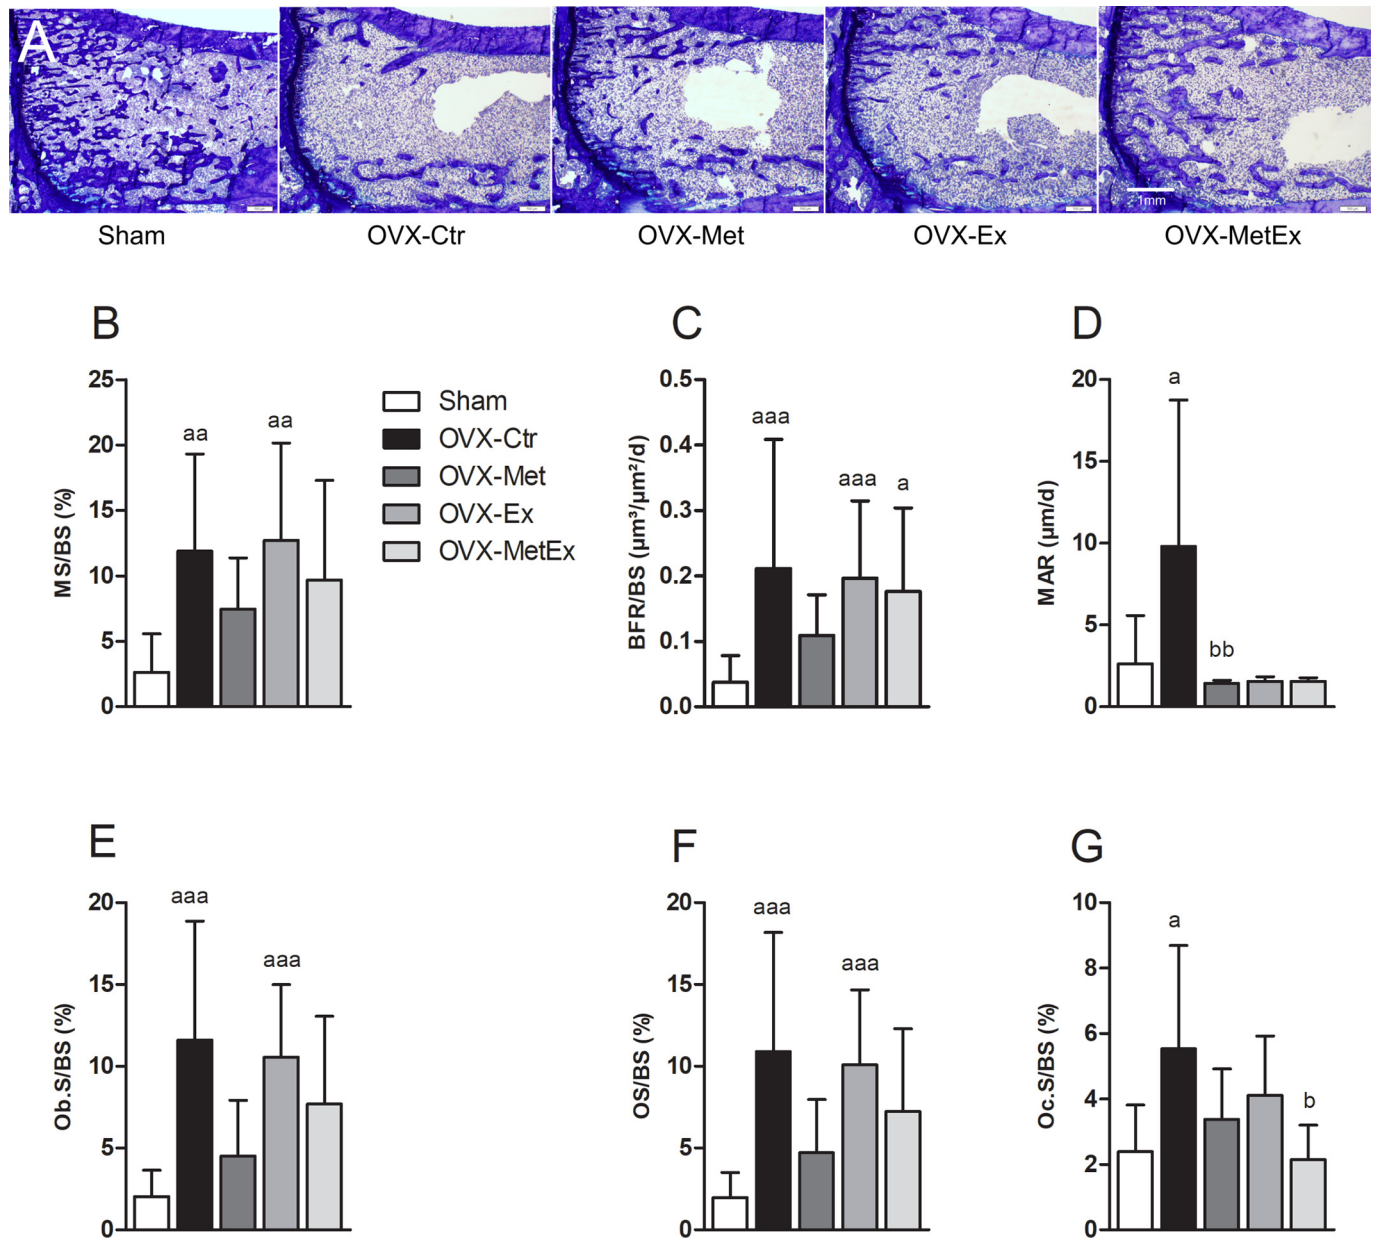 A
1mm
Sham
OVX-Ctr
OVX-Met
OVX-Ex
OVX-MetEx
B
25
20
15
10
5
0
MS/BS (%)
aa
aa
Sham
OVX-Ctr
OVX-Met
OVX-Ex
OVX-MetEx
C
0.5
0.4
0.3
0.2
0.1
0.0
BFR/BS (µm³/µm²/d)
aaa
aaa
a
D
20
15
10
5
0
MAR (µm/d)
a
bb
E
20
15
10
5
0
Ob.S/BS (%)
aaa
aaa
F
20
15
10
5
0
OS/BS (%)
aaa
aaa
G
10
8
6
4
2
0
Oc.S/BS (%)
a
b